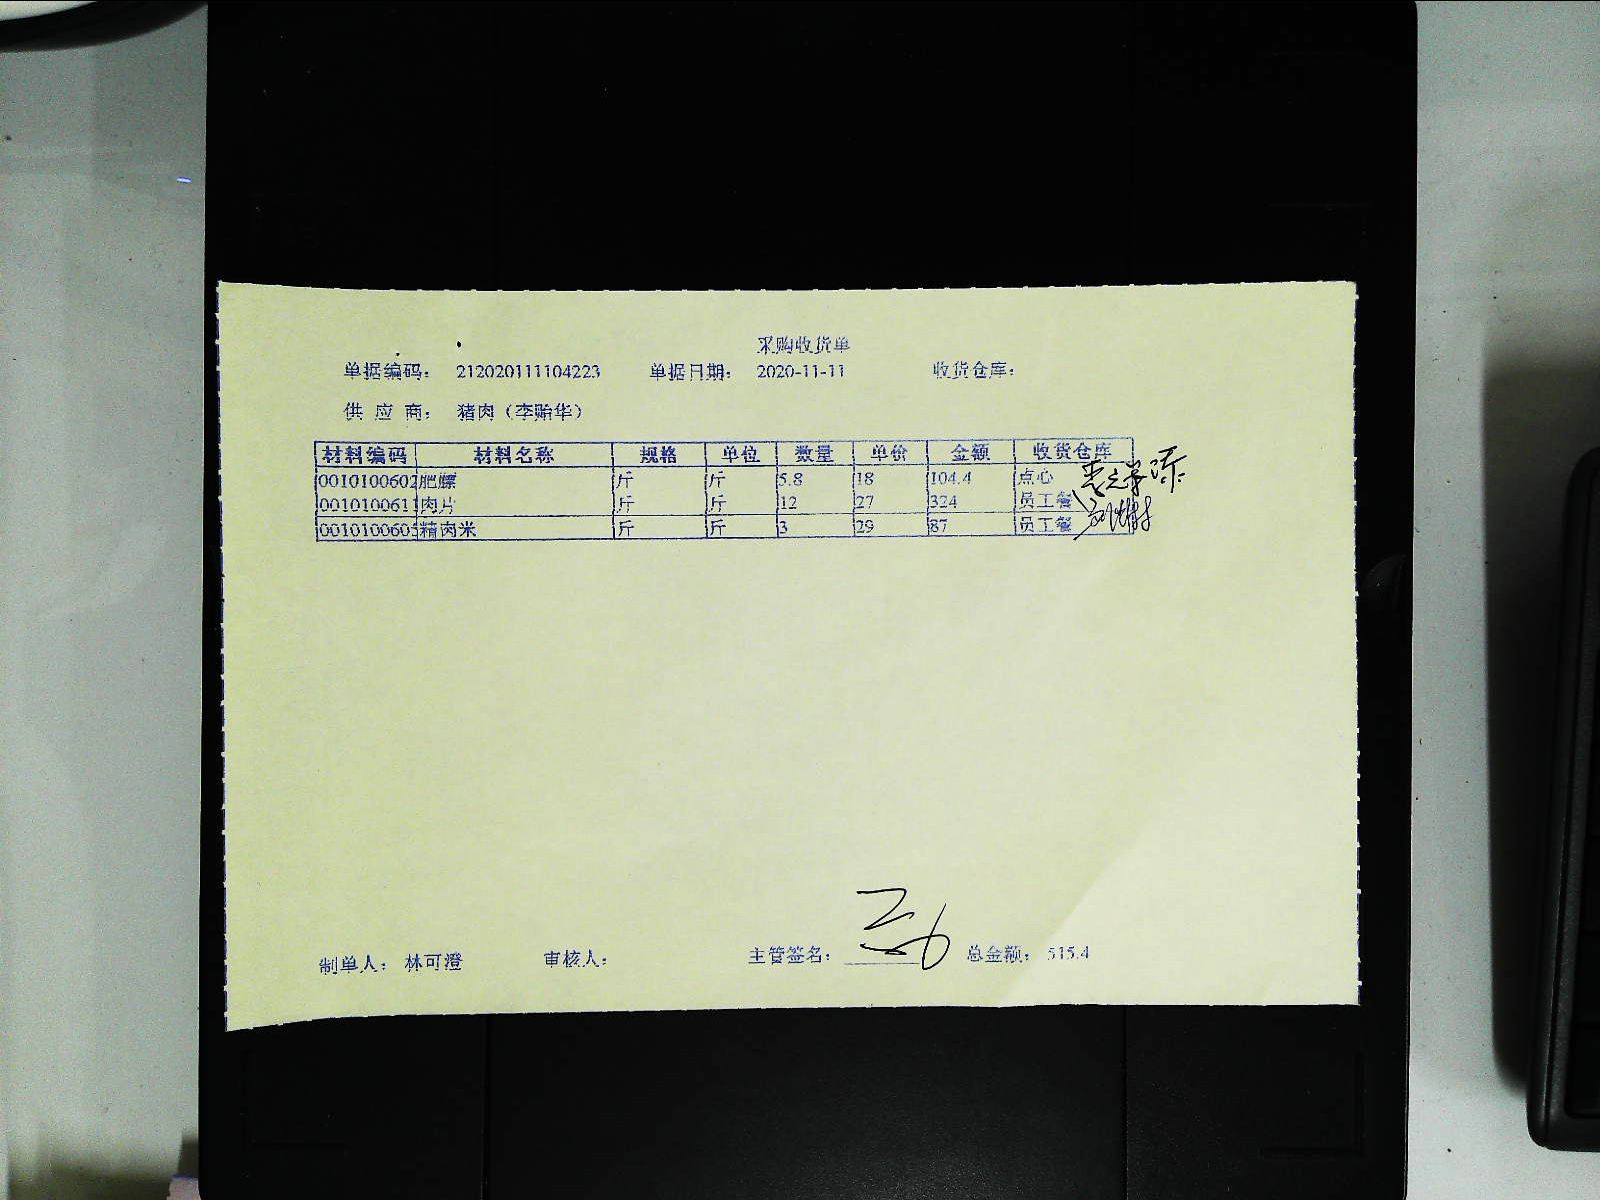 采购收货单
单据编码： 212020111104223 单据日期： 2020-11-11 收货仓库：
供 应 商： 猪肉（李贻华）
材料编码 材料名称 规格 单位 数量 单价 金额 收货仓库
0010100602 肥膘 斤 斤 5.8 18 104.4 点心
0010100611 肉片 斤 斤 12 27 324 员工餐
0010100605 精肉米 斤 斤 3 29 87 员工餐
制单人： 林可澄 审核人： 主管签名： 总金额： 515.4